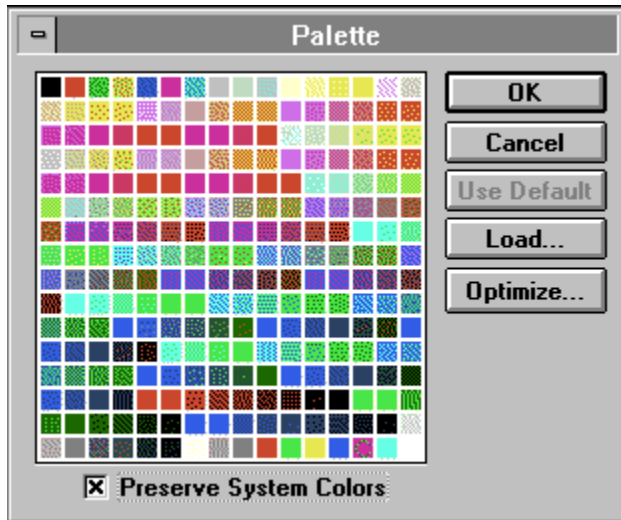 Palette
OK
Cancel
Use Default
Load...
Optimize...
Preserve System Colors